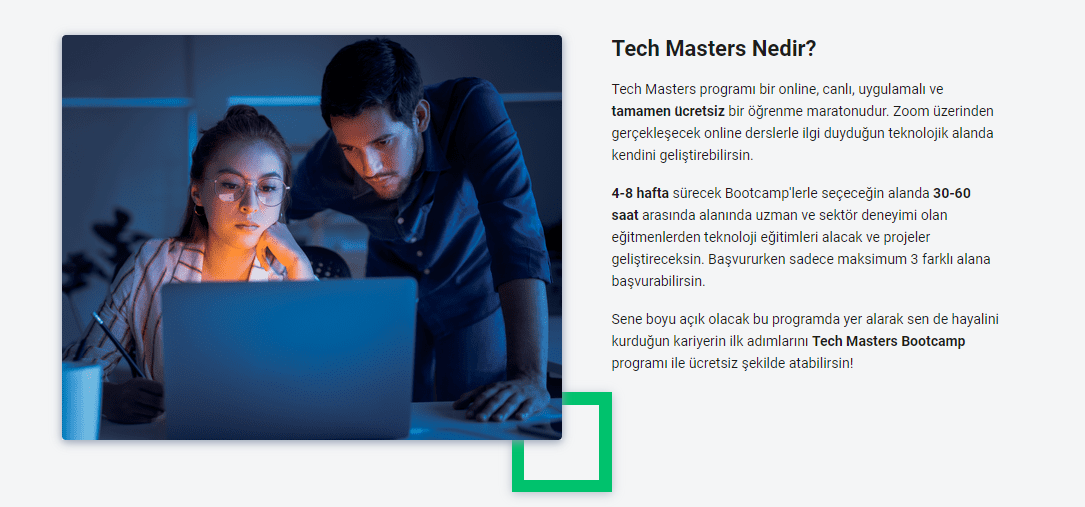 Tech Masters Nedir?
Tech Masters programı bir online, canlı, uygulamalı ve
tamamen ücretsiz bir öğrenme maratonudur. Zoom üzerinden
gerçekleşecek online derslerle ilgi duyduğun teknolojik alanda
kendini geliştirebilirsin.
4-8 hafta sürecek Bootcamp'lerle seçeceğin alanda 30-60
saat arasında alanında uzman ve sektör deneyimi olan
eğitmenlerden teknoloji eğitimleri alacak ve projeler
geliştireceksin. Başvururken sadece maksimum 3 farklı alana
başvurabilirsin.
Sene boyu açık olacak bu programda yer alarak sen de hayalini
kurduğun kariyerin ilk adımlarını Tech Masters Bootcamp
programı ile ücretsiz şekilde atabilirsin!